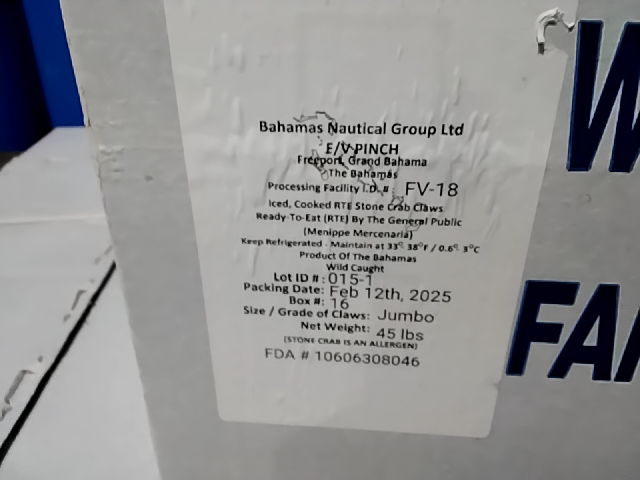 Bahamas Nautical Group Ltd
F/V PINCH
Freeport, Grand Bahama
The Bahamas
Processing Facility I.D. #: FV-18
Iced, Cooked RTE Stone Crab Claws
Ready-To-Eat (RTE) By The General Public
(Menippe Mercenaria)
Keep Refrigerated - Maintain at 33° 38°F / 0.6° 3°C
Product Of The Bahamas
Wild Caught
Lot ID #: 015-1
Packing Date: Feb 12th, 2025
Box #: 16
Size / Grade of Claws: Jumbo
Net Weight: 45 lbs
(STONE CRAB IS AN ALLERGEN)
FDA # 10606308046
W
FA